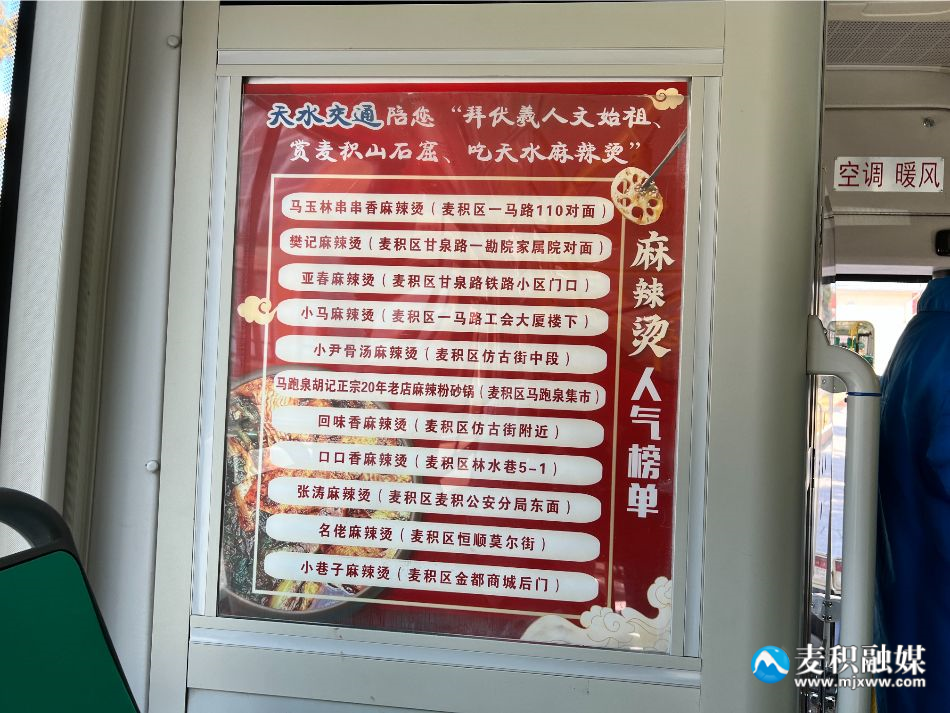 天水交通陪您“拜伏羲人文始祖、
赏麦积山石窟、吃天水麻辣烫”
麻辣烫人气榜单
马玉林串串香麻辣烫（麦积区一马路110对面）
樊记麻辣烫（麦积区甘泉路一勘院家属院对面）
亚春麻辣烫（麦积区甘泉路铁路小区门口）
小马麻辣烫（麦积区一马路工会大厦楼下）
小尹骨汤麻辣烫（麦积区仿古街中段）
马跑泉胡记正宗20年老店麻辣粉砂锅（麦积区马跑泉集市）
回味香麻辣烫（麦积区仿古街附近）
口口香麻辣烫（麦积区林水巷5-1）
张涛麻辣烫（麦积区麦积公安分局东面）
名佬麻辣烫（麦积区恒顺莫尔街）
小巷子麻辣烫（麦积区金都商城后门）
空调 暖风
麦积融媒
www.mjxww.com